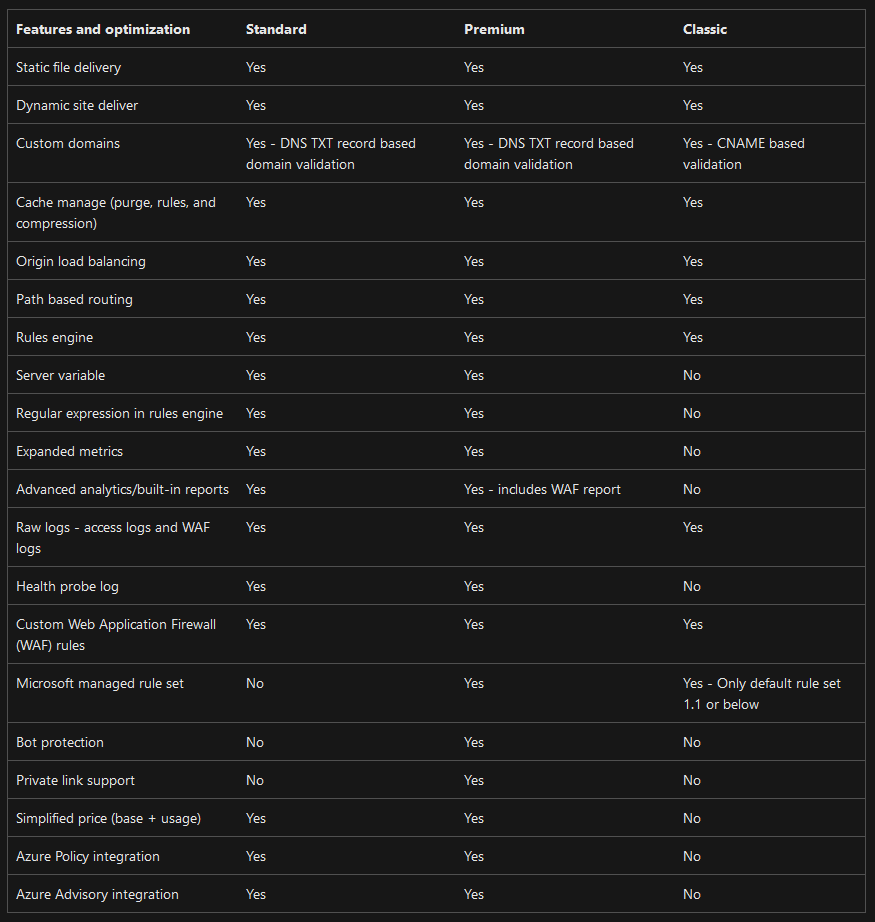 Features and optimization Standard Premium Classic
Static file delivery Yes Yes Yes
Dynamic site deliver Yes Yes Yes
Custom domains Yes - DNS TXT record based Yes - DNS TXT record based Yes - CNAME based
domain validation domain validation validation
Cache manage (purge, rules, and Yes Yes Yes
compression)
Origin load balancing Yes Yes Yes
Path based routing Yes Yes Yes
Rules engine Yes Yes Yes
Server variable Yes Yes No
Regular expression in rules engine Yes Yes No
Expanded metrics Yes Yes No
Advanced analytics/built-in reports Yes Yes - includes WAF report No
Raw logs - access logs and WAF Yes Yes Yes
logs
Health probe log Yes Yes No
Custom Web Application Firewall Yes Yes Yes
(WAF) rules
Microsoft managed rule set No Yes Yes - Only default rule set
1.1 or below
Bot protection No Yes No
Private link support No Yes No
Simplified price (base + usage) Yes Yes No
Azure Policy integration Yes Yes No
Azure Advisory integration Yes Yes No